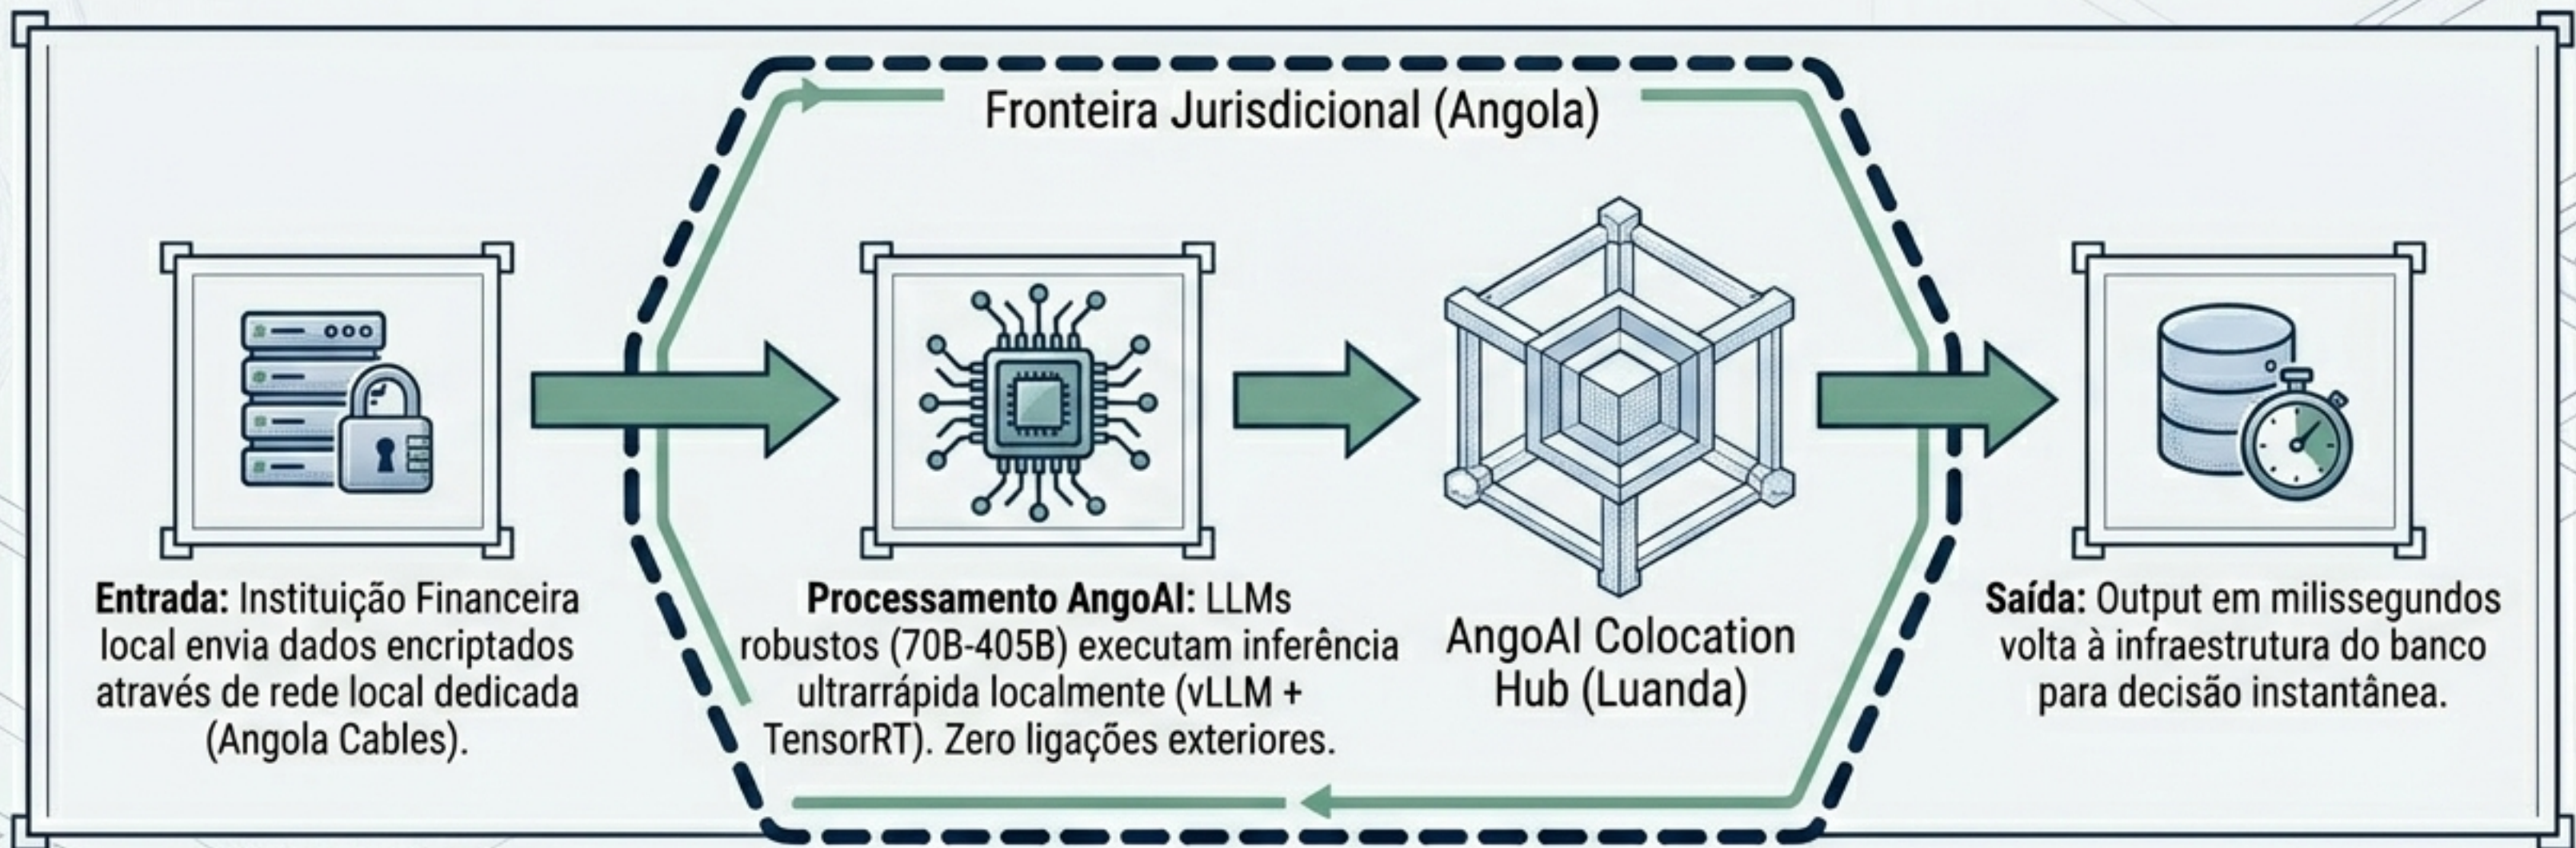 Fronteira Jurisdicional (Angola)
Entrada: Instituição Financeira
local envia dados encriptados
através de rede local dedicada
(Angola Cables).
Processamento AngoAI: LLMs
robustos (70B-405B) executam inferência
ultrarrápida localmente (vLLM +
TensorRT). Zero ligações exteriores.
AngoAI Colocation
Hub (Luanda)
Saída: Output em milissegundos
volta à infraestrutura do banco
para decisão instantânea.